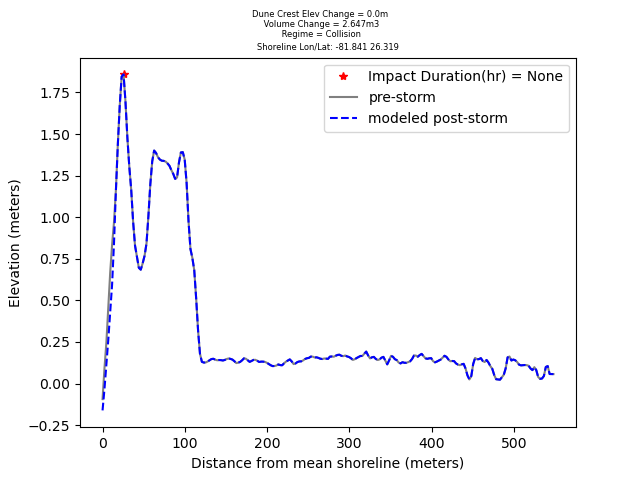 Dune Crest Elev Change = 0.0m
Volume Change = 2.647m3
Regime = Collision
Shoreline Lon/Lat: -81.841 26.319
Impact Duration(hr) = None
pre-storm
modeled post-storm
1.75
1.50
1.25
1.00
0.75
0.50
0.25
0.00
−0.25
Elevation (meters)
0 100 200 300 400 500
Distance from mean shoreline (meters)